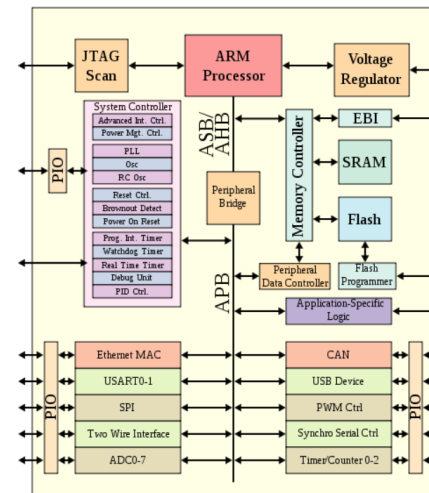 JTAG
Scan
ARM
Processor
Voltage
Regulator
System Controller
Advanced Int. Ctrl.
Power Mgt. Ctrl.
PLL
Osc
RC Osc
Reset Ctrl.
Brownout Detect
Power On Reset
Prog. Int. Timer
Watchdog Timer
Real Time Timer
Debug Unit
PID Ctrl.
PIO
ASB/
AHB
Peripheral
Bridge
APB
Memory Controller
EBI
SRAM
Flash
Peripheral
Data Controller
Flash
Programmer
Application-Specific
Logic
PIO
Ethernet MAC
USART0-1
SPI
Two Wire Interface
ADC0-7
CAN
USB Device
PWM Ctrl
Synchro Serial Ctrl
Timer/Counter 0-2
PIO